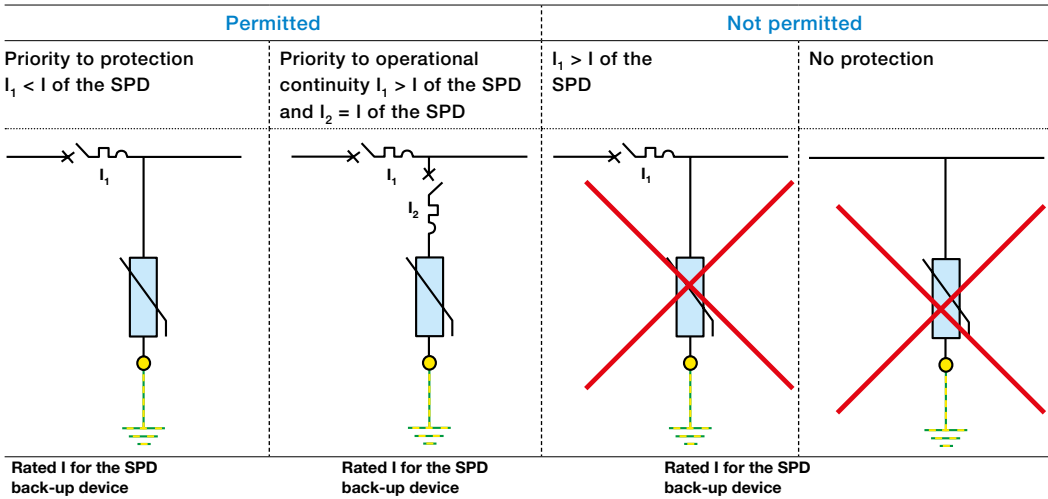 Permitted
Not permitted
Priority to protection
I₁ < I of the SPD
Priority to operational
continuity I₁ > I of the SPD
and I₂ = I of the SPD
I₁ > I of the
SPD
No protection
I₁
I₁
I₂
I₁
Rated I for the SPD
back-up device
Rated I for the SPD
back-up device
Rated I for the SPD
back-up device